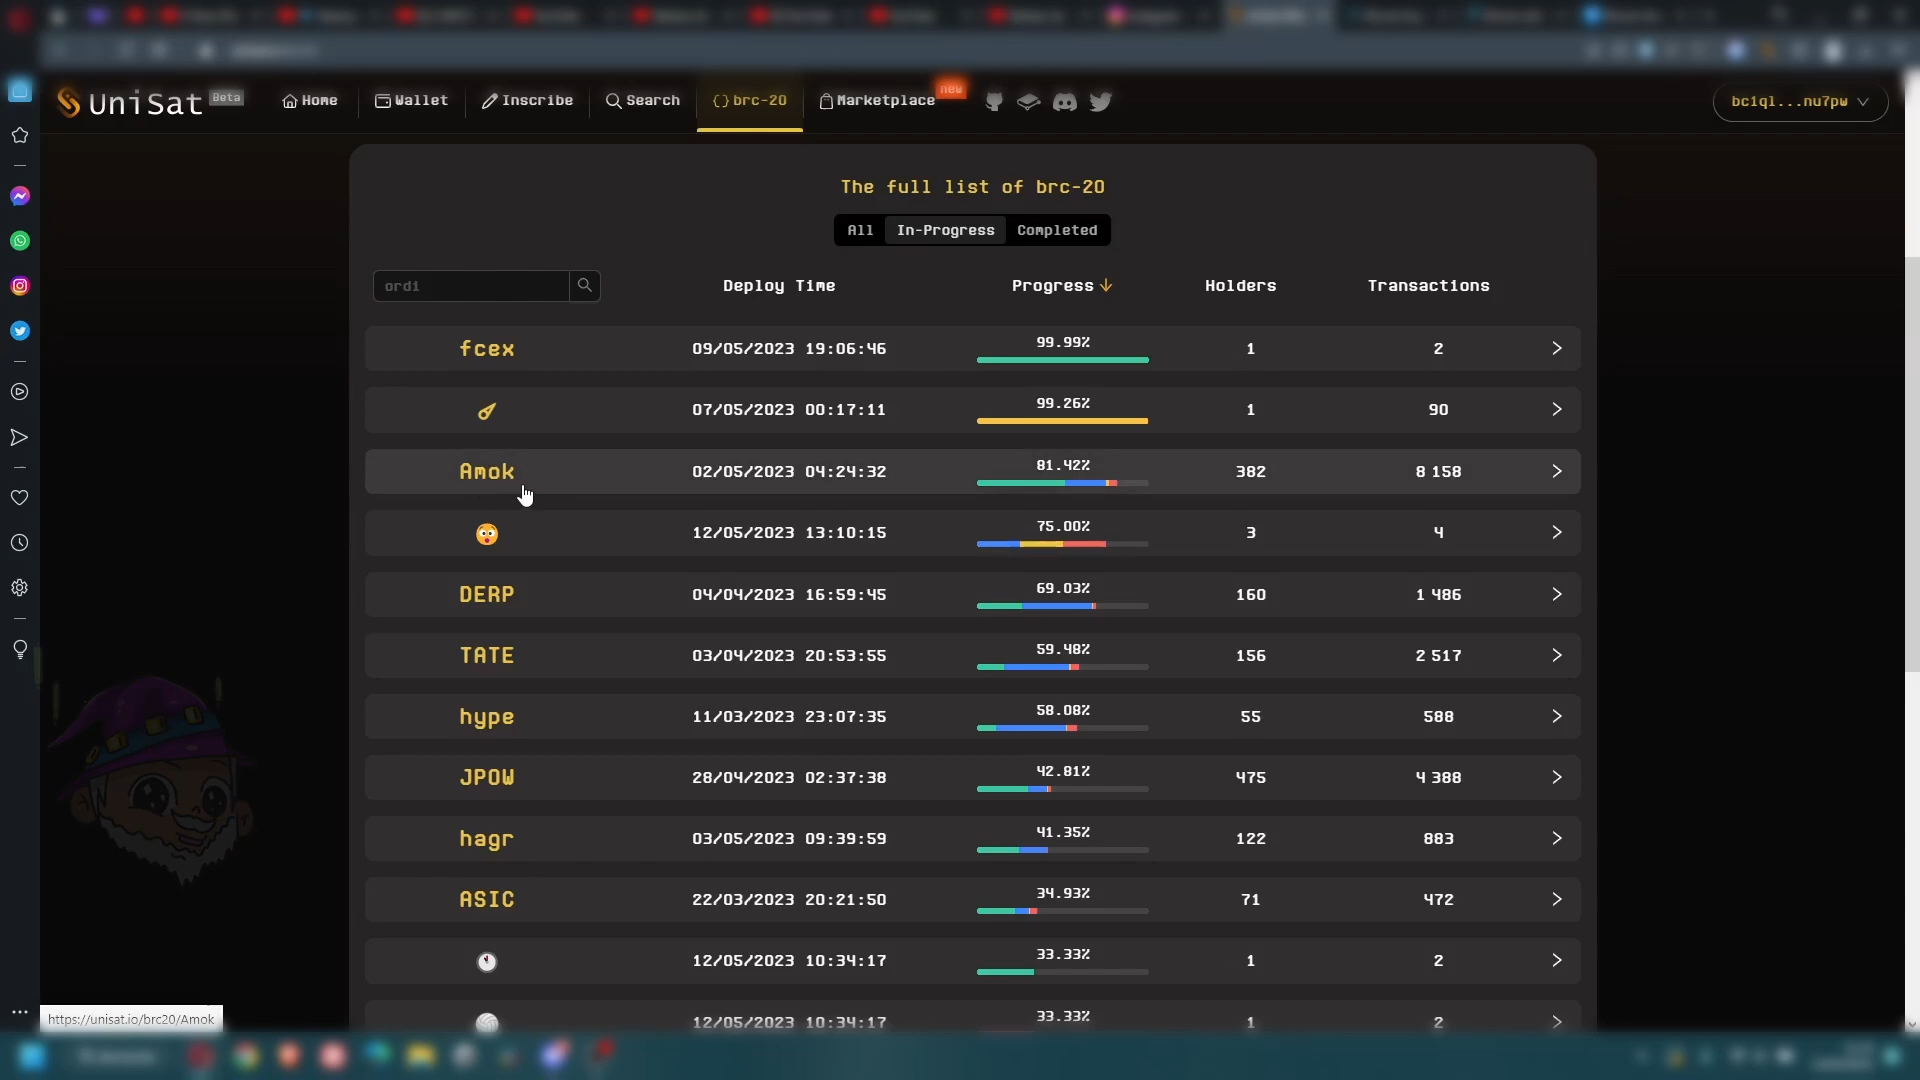 UniSat Beta Home Wallet Inscribe Search brc-20 Marketplace new bc1ql...nu7pw
The full list of brc-20
All In-Progress Completed
ordi Deploy Time Progress Holders Transactions
fcex 09/05/2023 19:06:46 99.99% 1 2
07/05/2023 00:17:11 99.26% 1 90
Amok 02/05/2023 04:24:32 81.42% 382 8 158
12/05/2023 13:10:15 75.00% 3 4
DERP 04/04/2023 16:59:45 69.03% 160 1 486
TATE 03/04/2023 20:53:55 59.48% 156 2 517
hype 11/03/2023 23:07:35 58.08% 55 588
JPOW 28/04/2023 02:37:38 42.81% 475 4 388
hagr 03/05/2023 09:39:59 41.35% 122 883
ASIC 22/03/2023 20:21:50 34.93% 71 472
12/05/2023 10:34:17 33.33% 1 2
12/05/2023 10:34:17 33.33% 1 2
https://unisat.io/brc20/Amok